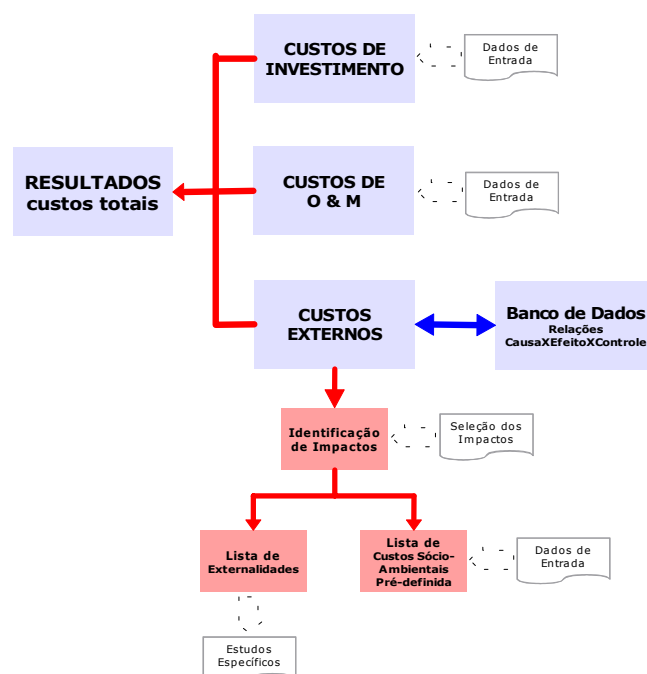 CUSTOS DE
INVESTIMENTO
Dados de
Entrada
RESULTADOS
custos totais
CUSTOS DE
O & M
Dados de
Entrada
CUSTOS
EXTERNOS
Banco de Dados
Relações
CausaXEfeitoXControle
Identificação
de Impactos
Seleção dos
Impactos
Lista de
Externalidades
Lista de
Custos Sócio-
Ambientais
Pré-definida
Dados de
Entrada
Estudos
Específicos